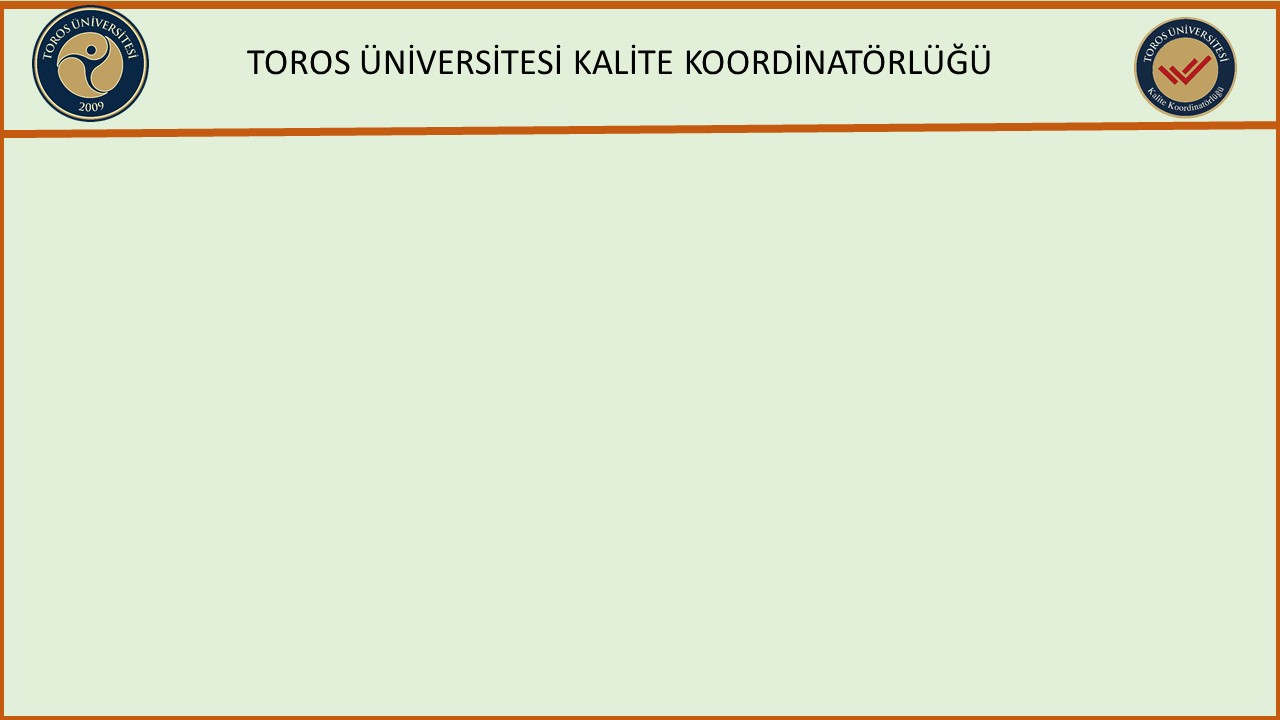 TOROS ÜNİVERSİTESİ
2009
TOROS ÜNİVERSİTESİ KALİTE KOORDİNATÖRLÜĞÜ
TOROS ÜNİVERSİTESİ
Kalite Koordinatörlüğü